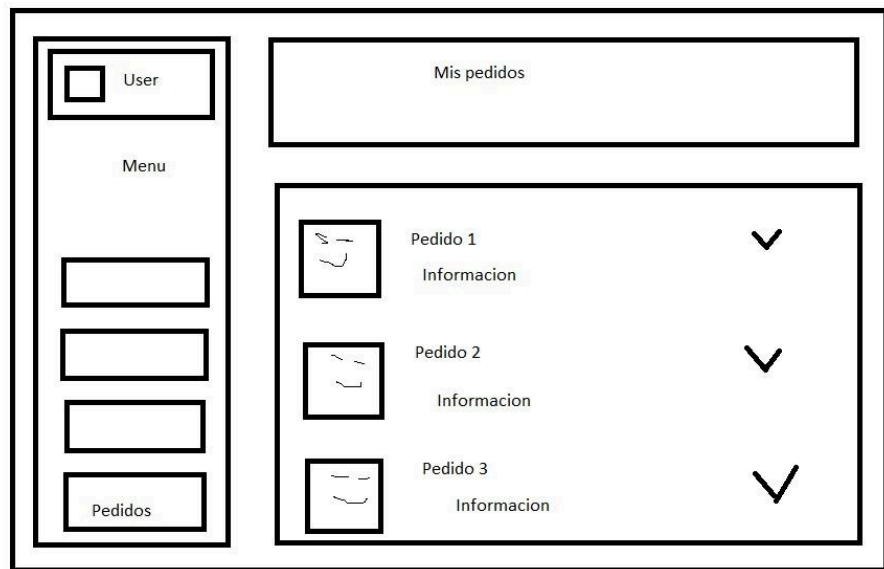 User
Menu
Pedidos
Mis pedidos
Pedido 1
Informacion
Pedido 2
Informacion
Pedido 3
Informacion